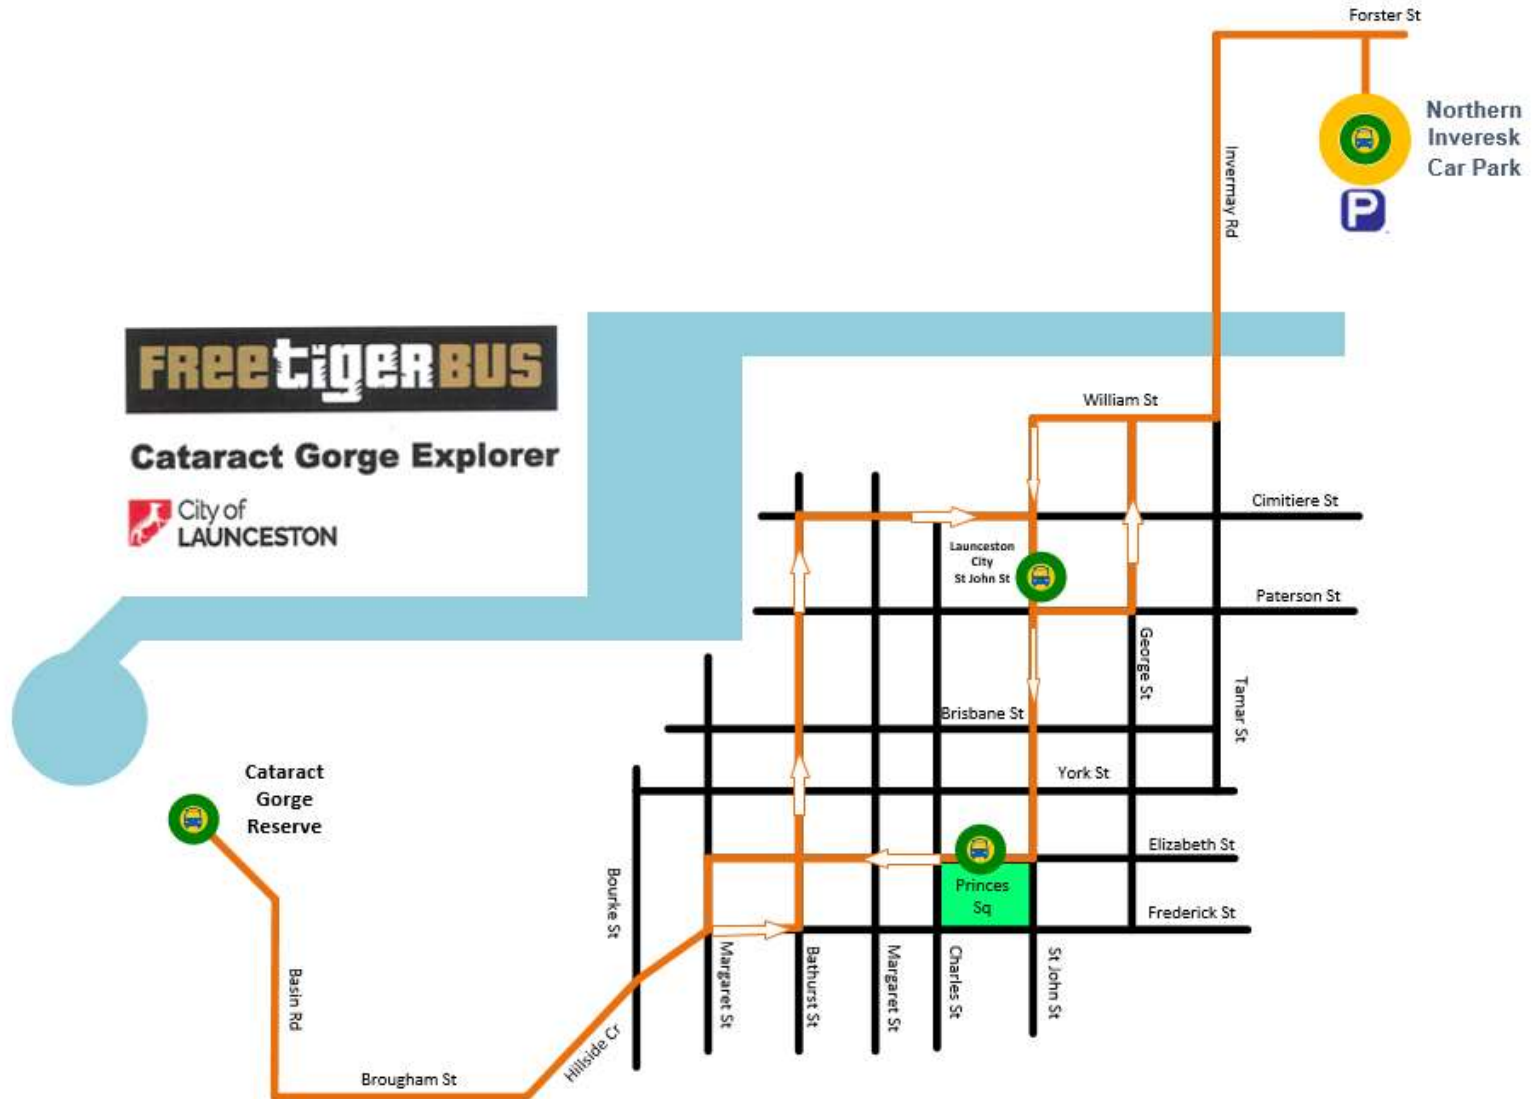 Forster St
Northern
Inveresk
Car Park
P
Invermay Rd
FREE tiger BUS
Cataract Gorge Explorer
City of
LAUNCESTON
William St
Cimitiere St
Launceston
City
St John St
Paterson St
George St
Tamar St
Brisbane St
York St
Cataract
Gorge
Reserve
Elizabeth St
Princes
Sq
Frederick St
Bourke St
Margaret St
Bathurst St
Margaret St
Charles St
St John St
Basin Rd
Hillside Cr
Brougham St